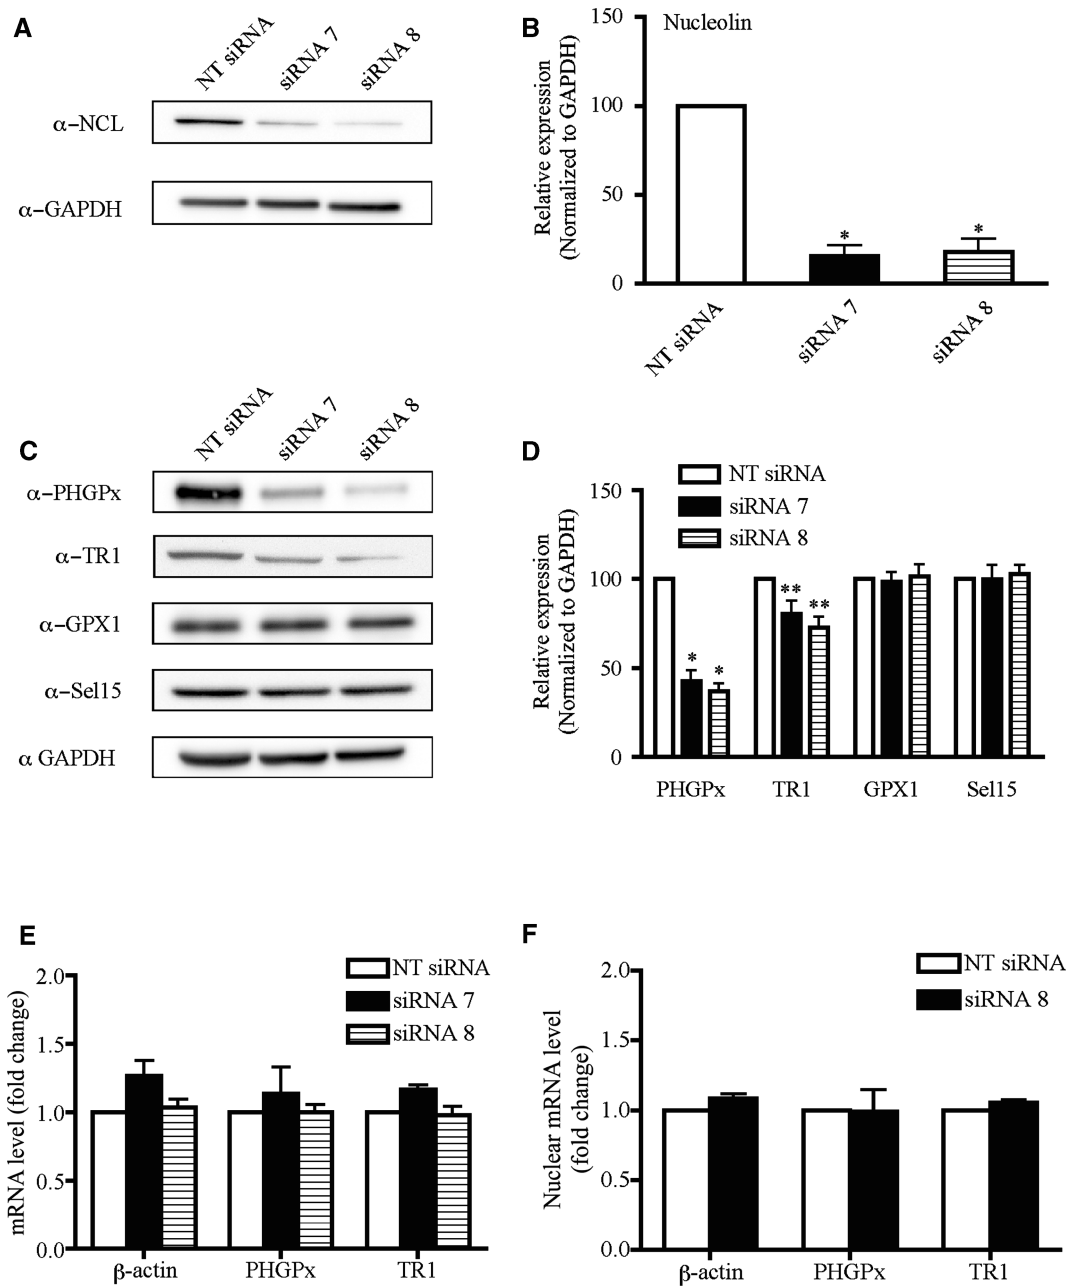 A
NT siRNA
siRNA 7
siRNA 8
α-NCL
α-GAPDH
B
Nucleolin
Relative expression
(Normalized to GAPDH)
150
100
50
0
*
*
NT siRNA
siRNA 7
siRNA 8
C
NT siRNA
siRNA 7
siRNA 8
α-PHGPx
α-TR1
α-GPX1
α-Sel15
α GAPDH
D
NT siRNA
siRNA 7
siRNA 8
Relative expression
(Normalized to GAPDH)
150
100
50
0
*
*
**
**
PHGPx
TR1
GPX1
Sel15
E
NT siRNA
siRNA 7
siRNA 8
mRNA level (fold change)
2.0
1.5
1.0
0.5
0.0
β-actin
PHGPx
TR1
F
NT siRNA
siRNA 8
Nuclear mRNA level
(fold change)
2.0
1.5
1.0
0.5
0.0
β-actin
PHGPx
TR1